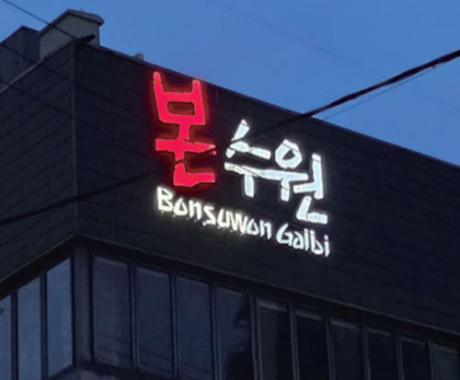 본수원
Bonsuwon Galbi